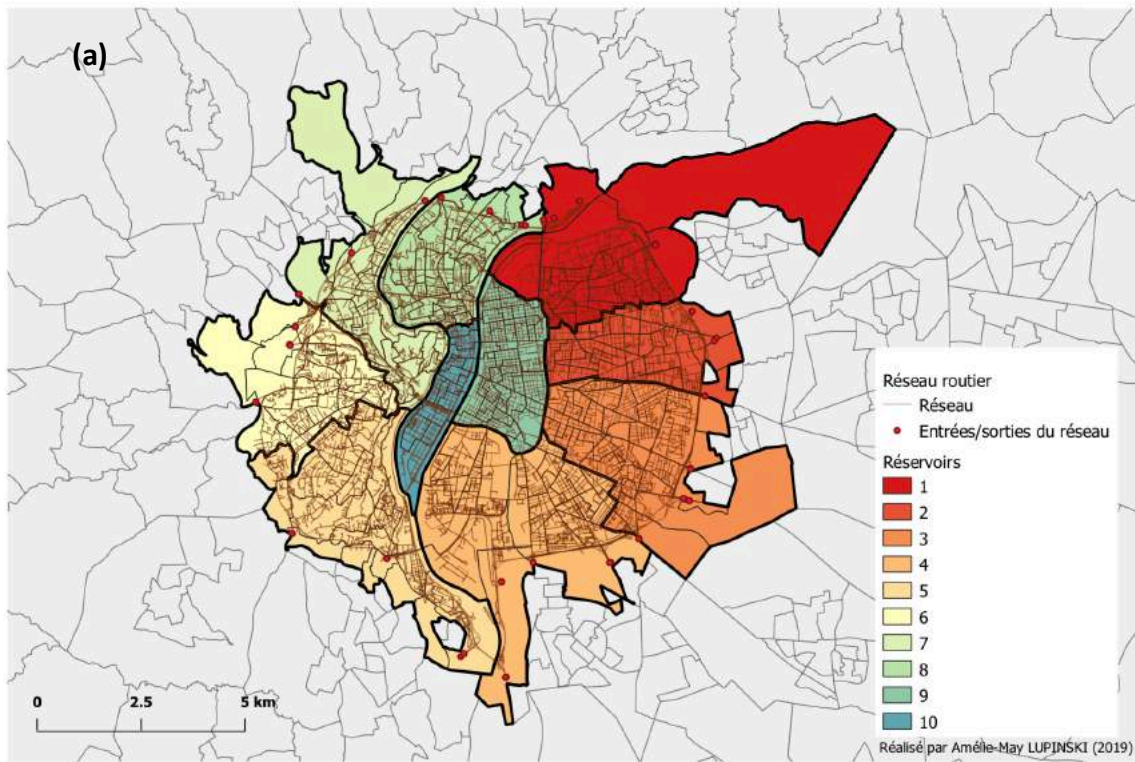 (a)
Réseau routier
Réseau
Entrées/sorties du réseau
Réservoirs
1
2
3
4
5
6
7
8
9
10
0 2.5 5 km
Réalisé par Amélie-May LUPINSKI (2019)